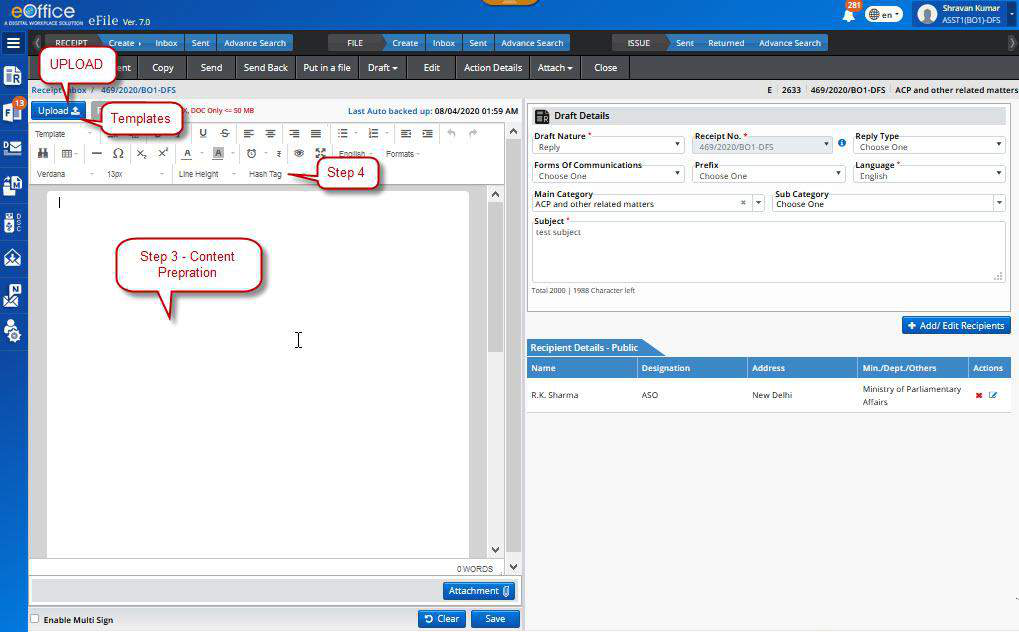 eOffice
A DIGITAL WORKPLACE SOLUTION
eFile Ver. 7.0
281
en
Shravan Kumar
ASST1(BO1)-DFS
RECEIPT Create Inbox Sent Advance Search
FILE Create Inbox Sent Advance Search
ISSUE Sent Returned Advance Search
UPLOAD
Copy Send Send Back Put in a file Draft Edit Action Details Attach Close
Receipt 469/2020/BO1-DFS
E 2633 469/2020/BO1-DFS ACP and other related matters
Upload
Templates
DOC Only <= 50 MB
Last Auto backed up: 08/04/2020 01:59 AM
Template
English
Formats
Verdana 13px Line Height Hash Tag
Step 4
Step 3 - Content
Prepration
0 WORDS
Attachment
Enable Multi Sign
Clear
Save
13
D
M
DSC
N
Draft Details
Draft Nature *
Reply
Receipt No. *
469/2020/BO1-DFS
Reply Type
Choose One
Forms Of Communications
Choose One
Prefix
Choose One
Language *
English
Main Category
ACP and other related matters
Sub Category
Choose One
Subject *
test subject
Total 2000 | 1988 Character left
Add/ Edit Recipients
Recipient Details - Public
Name Designation Address Min./Dept./Others Actions
R.K. Sharma ASO New Delhi Ministry of Parliamentary
Affairs